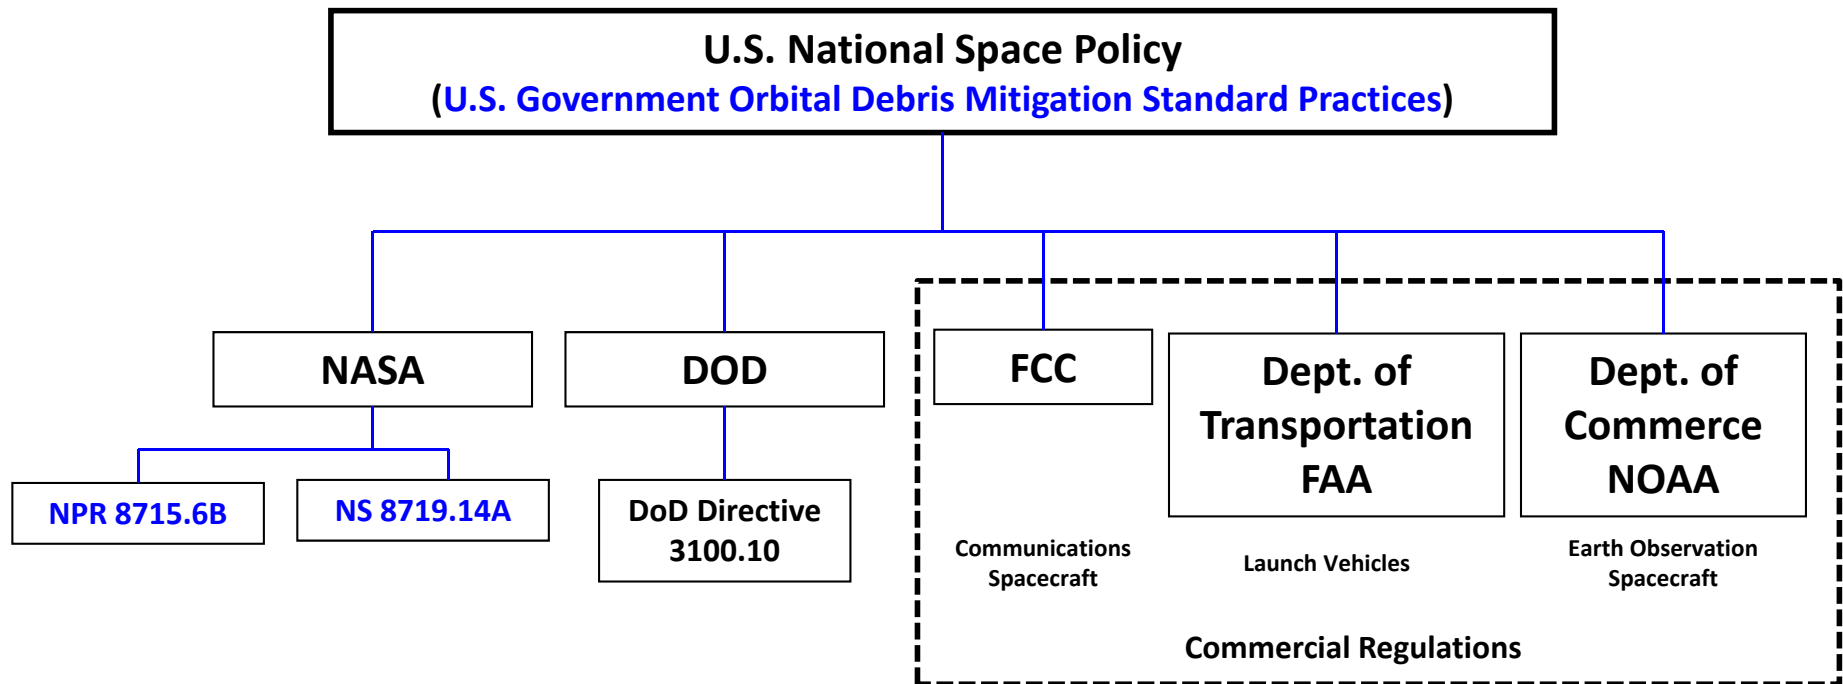 U.S. National Space Policy
(U.S. Government Orbital Debris Mitigation Standard Practices)
NASA
DOD
FCC
Dept. of
Transportation
FAA
Dept. of
Commerce
NOAA
NPR 8715.6B
NS 8719.14A
DoD Directive
3100.10
Communications
Spacecraft
Launch Vehicles
Earth Observation
Spacecraft
Commercial Regulations